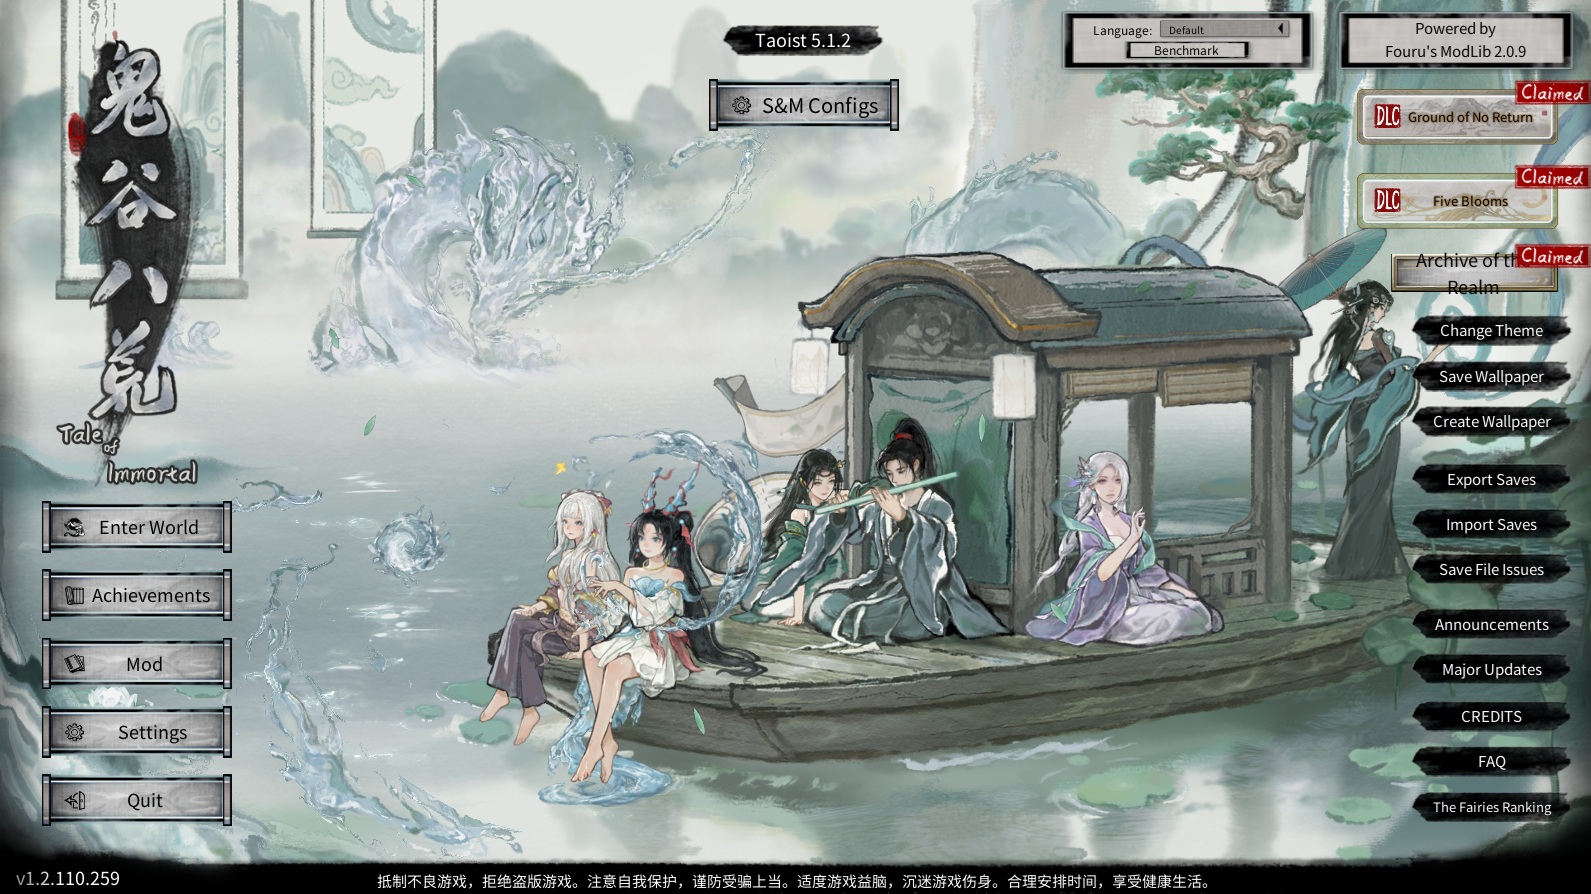 鬼谷八荒
Tale of Immortal
Taoist 5.1.2
S&M Configs
Language: Default
Benchmark
Powered by
Fouru's ModLib 2.0.9
Claimed
DLC Ground of No Return
Claimed
DLC Five Blooms
Claimed
Archive of th
Realm
Change Theme
Save Wallpaper
Create Wallpaper
Export Saves
Import Saves
Save File Issues
Announcements
Major Updates
CREDITS
FAQ
The Fairies Ranking
Enter World
Achievements
Mod
Settings
Quit
v1.2.110.259
抵制不良游戏，拒绝盗版游戏。注意自我保护，谨防受骗上当。适度游戏益脑，沉迷游戏伤身。合理安排时间，享受健康生活。